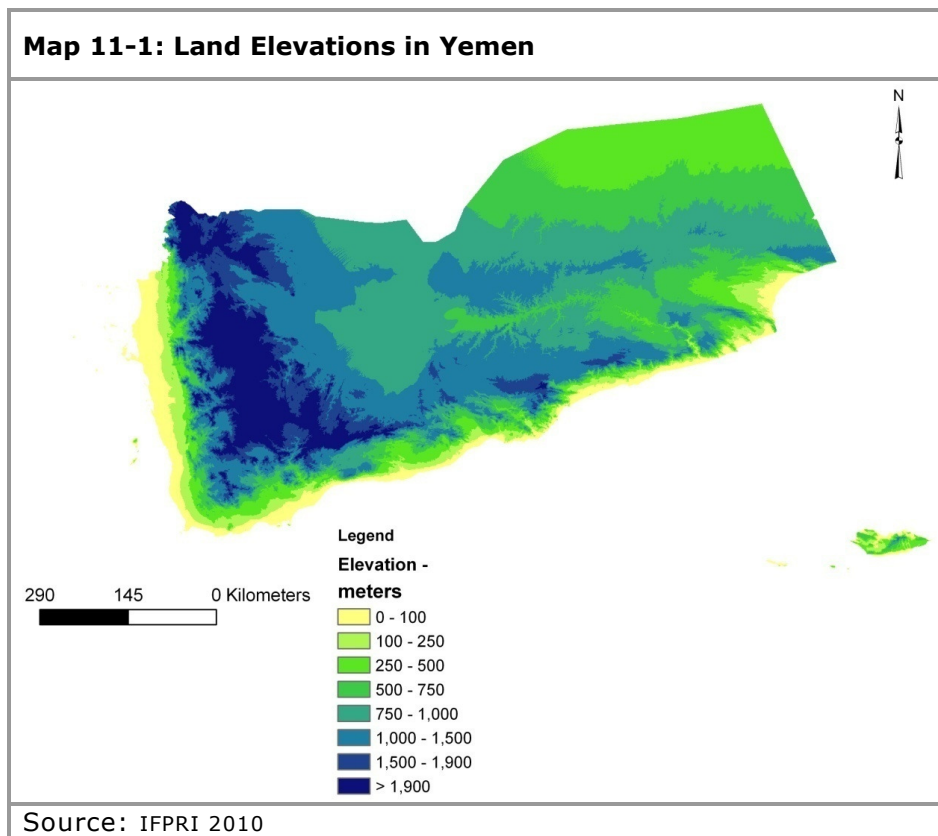 Map 11-1: Land Elevations in Yemen
N
Legend
Elevation -
meters
290 145 0 Kilometers
0 - 100
100 - 250
250 - 500
500 - 750
750 - 1,000
1,000 - 1,500
1,500 - 1,900
> 1,900
Source: IFPRI 2010